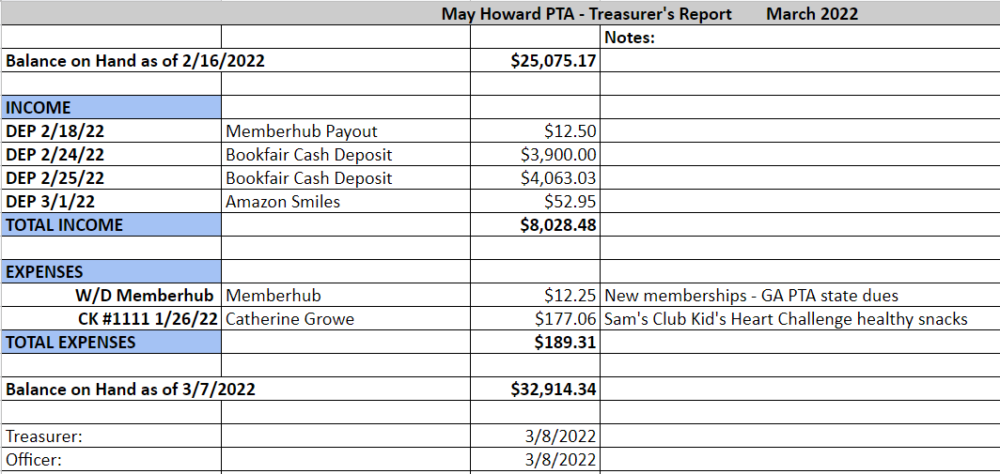 May Howard PTA - Treasurer's Report March 2022
Notes:
Balance on Hand as of 2/16/2022 $25,075.17
INCOME
DEP 2/18/22 Memberhub Payout $12.50
DEP 2/24/22 Bookfair Cash Deposit $3,900.00
DEP 2/25/22 Bookfair Cash Deposit $4,063.03
DEP 3/1/22 Amazon Smiles $52.95
TOTAL INCOME $8,028.48
EXPENSES
W/D Memberhub Memberhub $12.25 New memberships - GA PTA state dues
CK #1111 1/26/22 Catherine Growe $177.06 Sam's Club Kid's Heart Challenge healthy snacks
TOTAL EXPENSES $189.31
Balance on Hand as of 3/7/2022 $32,914.34
Treasurer: 3/8/2022
Officer: 3/8/2022